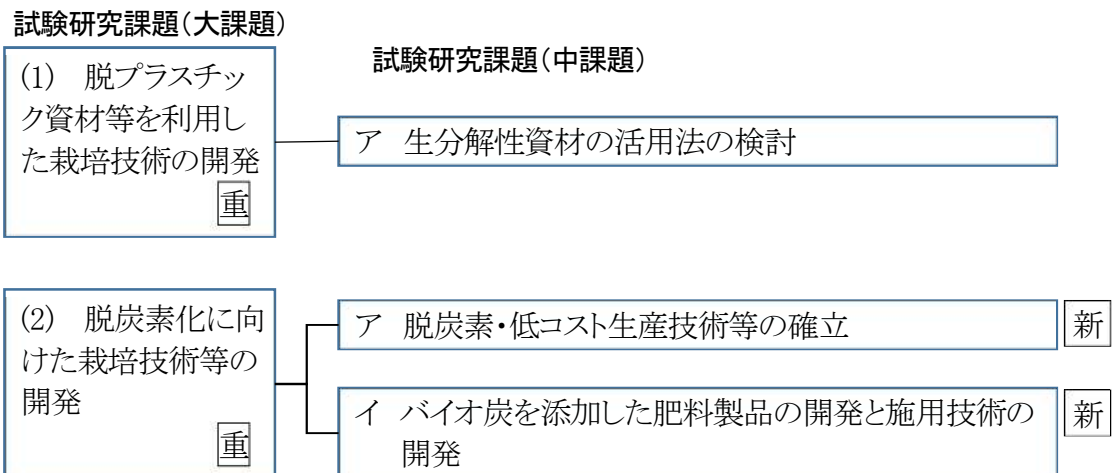 試験研究課題（大課題）
試験研究課題（中課題）
(1)　脱プラスチッ
ク資材等を利用し
た栽培技術の開発
重
ア　生分解性資材の活用法の検討
(2)　脱炭素化に向
けた栽培技術等の
開発
重
ア　脱炭素・低コスト生産技術等の確立
新
イ　バイオ炭を添加した肥料製品の開発と施用技術の
開発
新